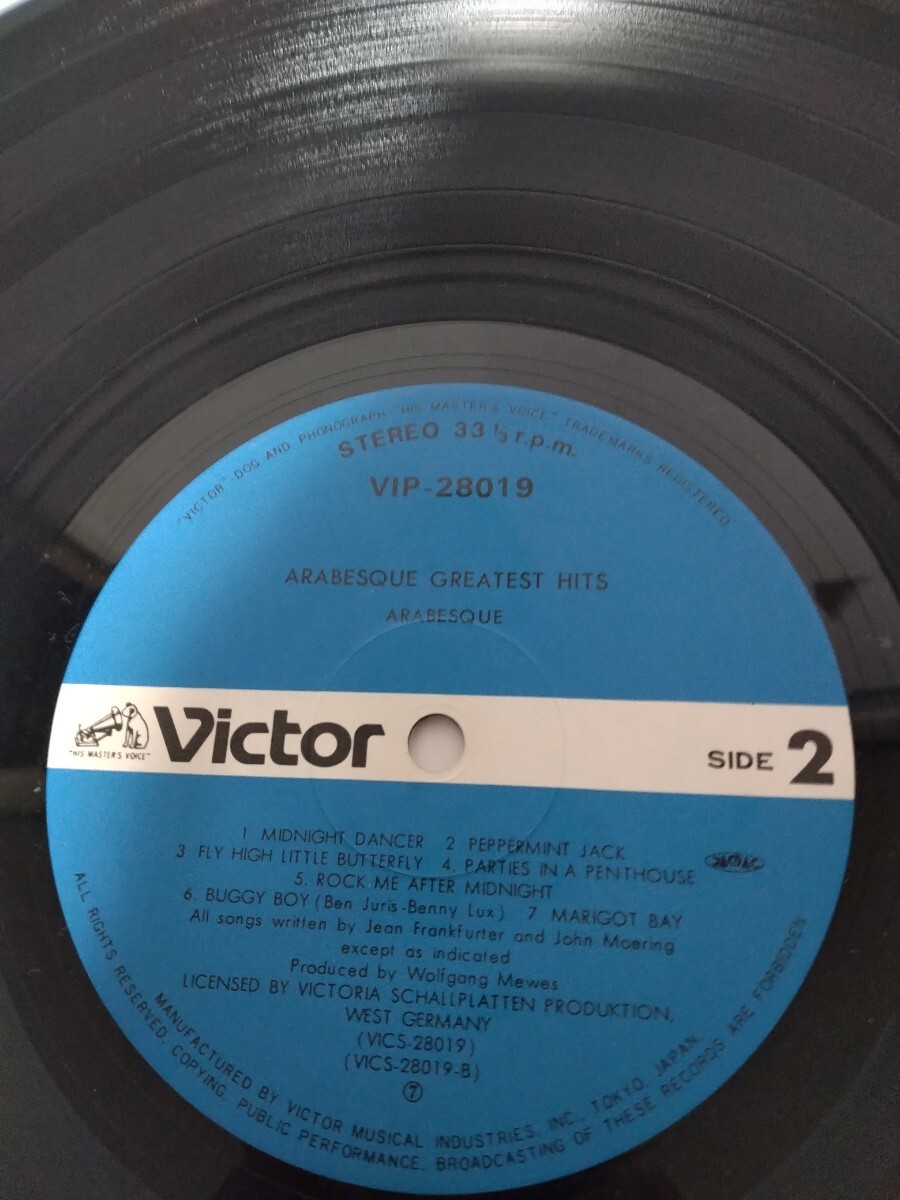 "VICTOR"-DOG AND PHONOGRAPH "HIS MASTER'S VOICE" TRADEMARKS REGISTERED
STEREO 33 1/3 r.p.m.
VIP-28019
ARABESQUE GREATEST HITS
ARABESQUE
"HIS MASTER'S VOICE"
Victor
SIDE 2
1 MIDNIGHT DANCER 2 PEPPERMINT JACK
3 FLY HIGH LITTLE BUTTERFLY 4. PARTIES IN A PENTHOUSE
5. ROCK ME AFTER MIDNIGHT
6. BUGGY BOY (Ben Juris-Benny Lux) 7 MARIGOT BAY
All songs written by Jean Frankfurter and John Moering
except as indicated
Produced by Wolfgang Mewes
LICENSED BY VICTORIA SCHALLPLATTEN PRODUKTION,
WEST GERMANY
(VICS-28019)
(VICS-28019-B)
⑦
MANUFACTURED BY VICTOR MUSICAL INDUSTRIES, INC., TOKYO, JAPAN
ALL RIGHTS RESERVED. COPYING, PUBLIC PERFORMANCE, BROADCASTING OF THESE RECORDS ARE FORBIDDEN